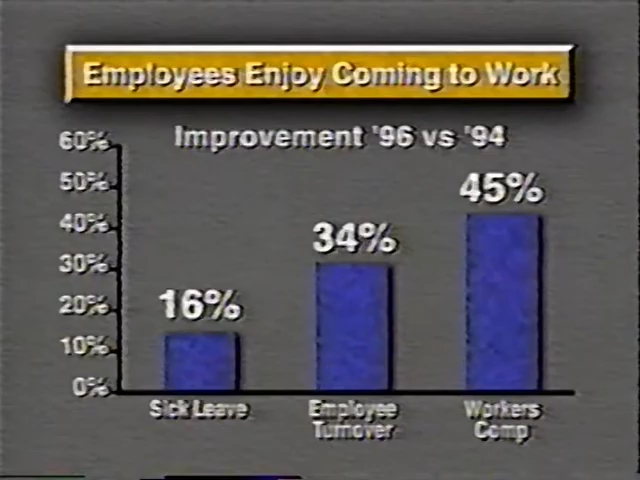 Employees Enjoy Coming to Work
Improvement '96 vs '94
60%
50%
40%
30%
20%
10%
0%
16%
34%
45%
Sick Leave
Employee
Turnover
Workers
Comp